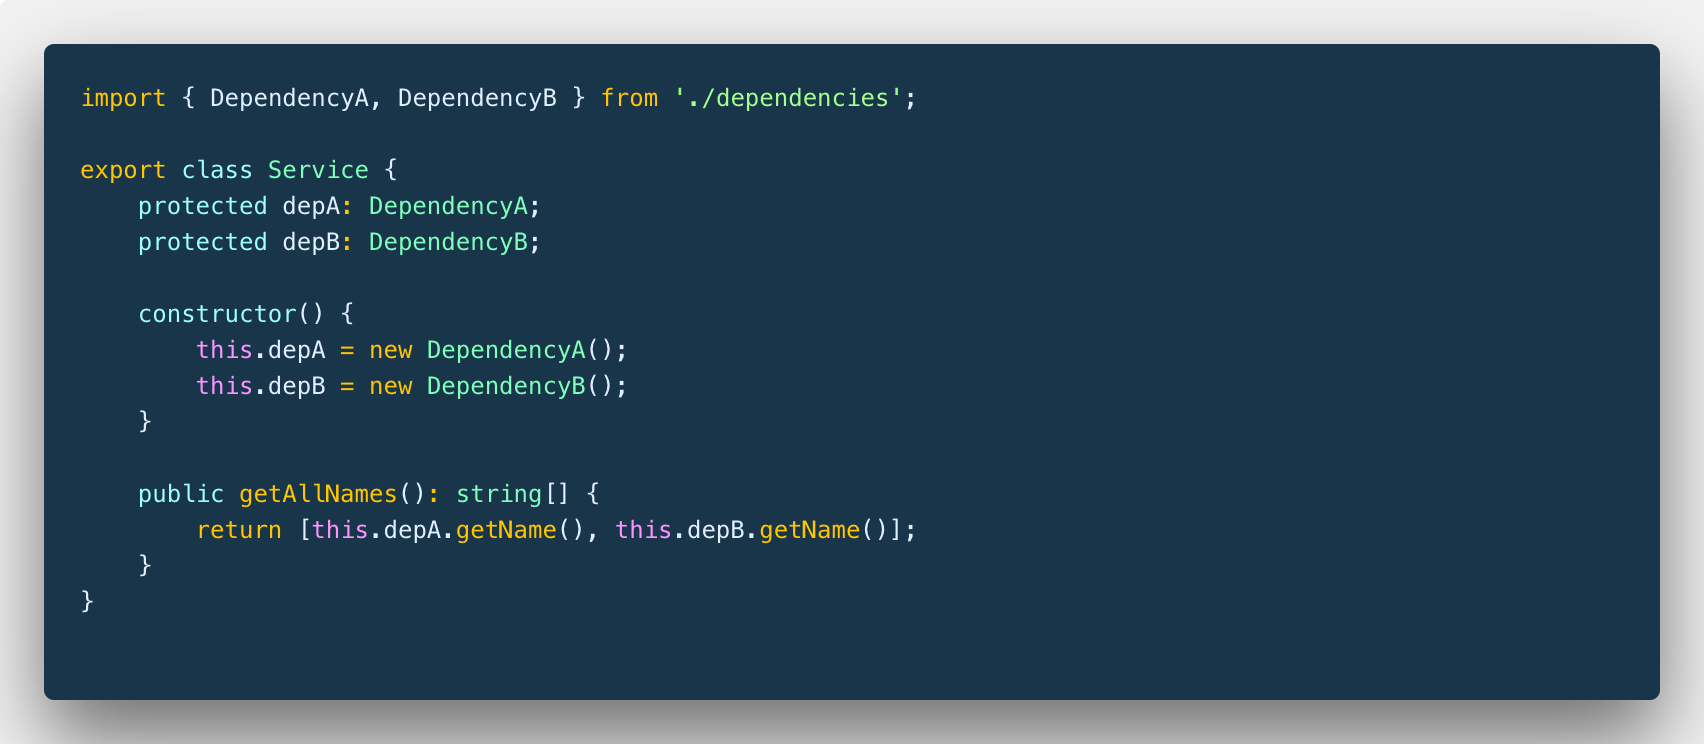 import { DependencyA, DependencyB } from './dependencies';
export class Service {
    protected depA: DependencyA;
    protected depB: DependencyB;
    constructor() {
        this.depA = new DependencyA();
        this.depB = new DependencyB();
    }
    public getAllNames(): string[] {
        return [this.depA.getName(), this.depB.getName()];
    }
}